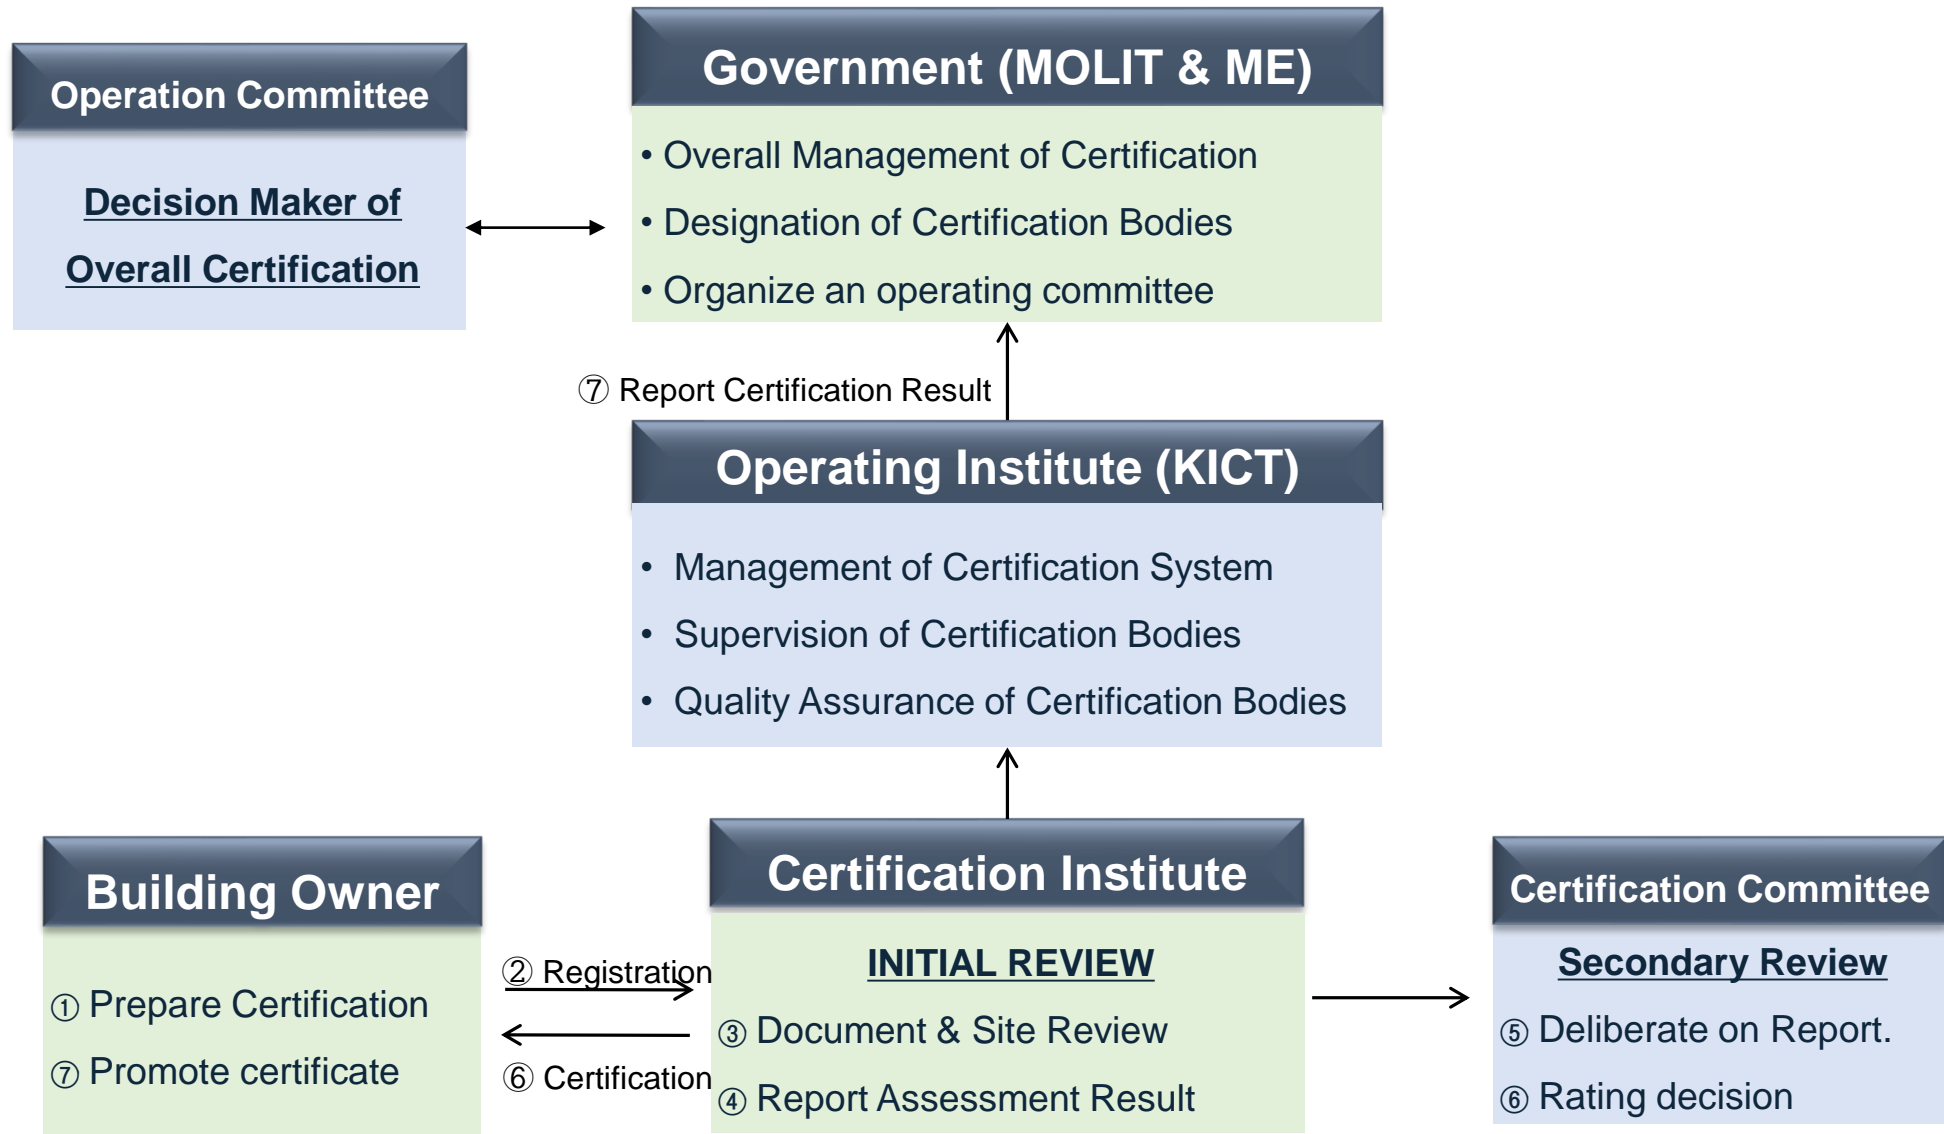 Operation Committee
Decision Maker of
Overall Certification
Government (MOLIT & ME)
• Overall Management of Certification
• Designation of Certification Bodies
• Organize an operating committee
⑦ Report Certification Result
Operating Institute (KICT)
• Management of Certification System
• Supervision of Certification Bodies
• Quality Assurance of Certification Bodies
Building Owner
① Prepare Certification
⑦ Promote certificate
② Registration
⑥ Certification
Certification Institute
INITIAL REVIEW
③ Document & Site Review
④ Report Assessment Result
Certification Committee
Secondary Review
⑤ Deliberate on Report.
⑥ Rating decision